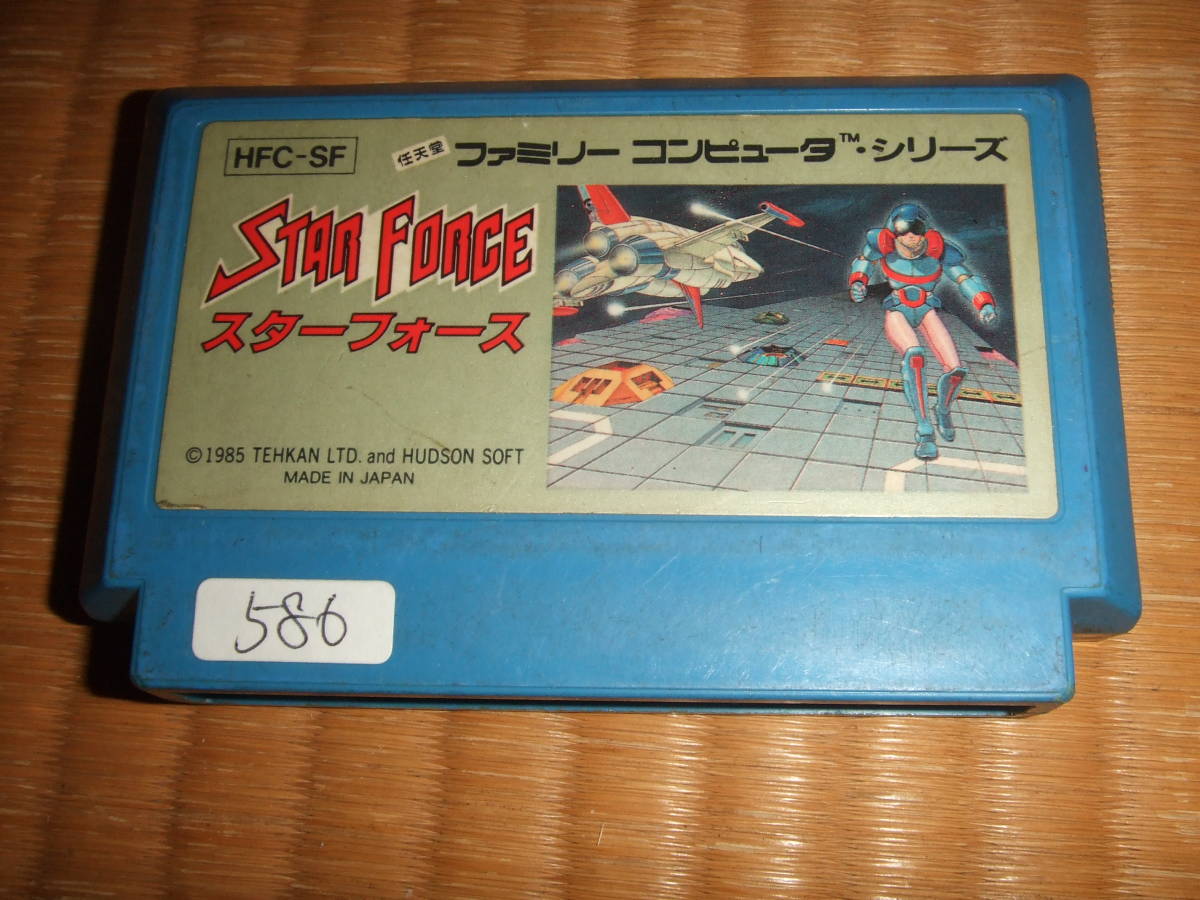 HFC-SF
任天堂 ファミリー コンピュータ™・シリーズ
STAR FORCE
スターフォース
©1985 TEHKAN LTD. and HUDSON SOFT
MADE IN JAPAN
586